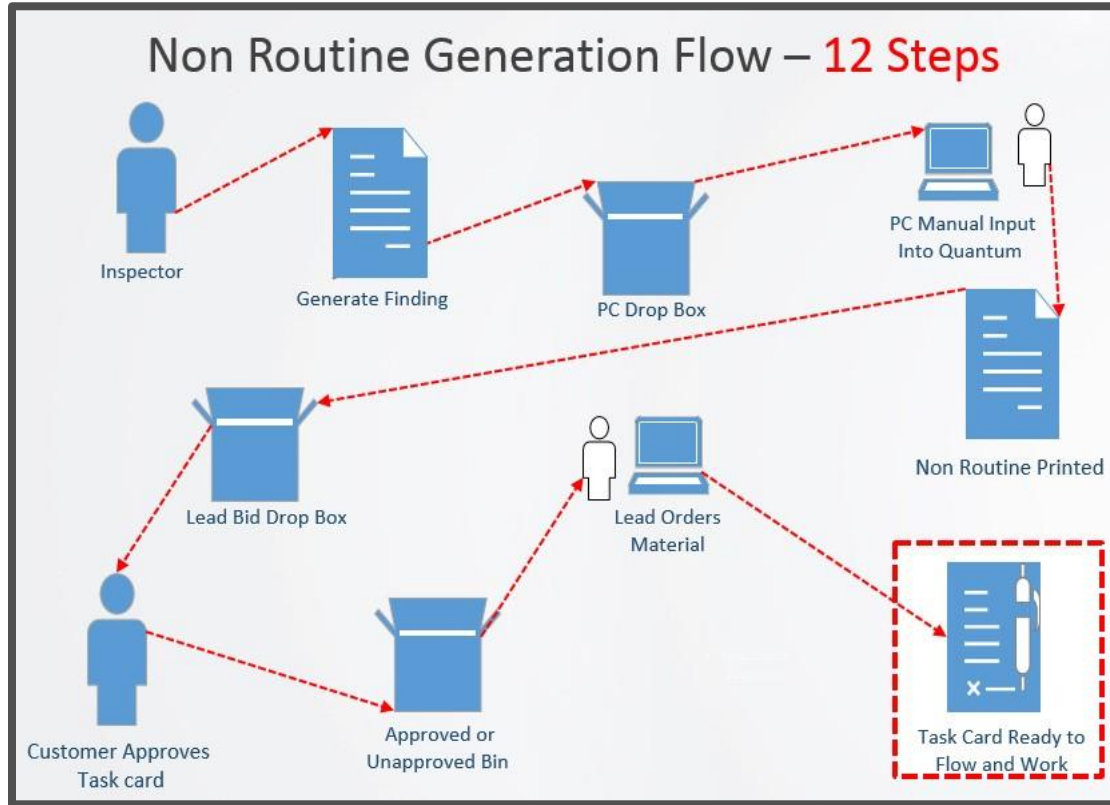 Non Routine Generation Flow – 12 Steps
Inspector
Generate Finding
PC Drop Box
PC Manual Input
Into Quantum
Non Routine Printed
Lead Bid Drop Box
Lead Orders
Material
Customer Approves
Task card
Approved or
Unapproved Bin
Task Card Ready to
Flow and Work